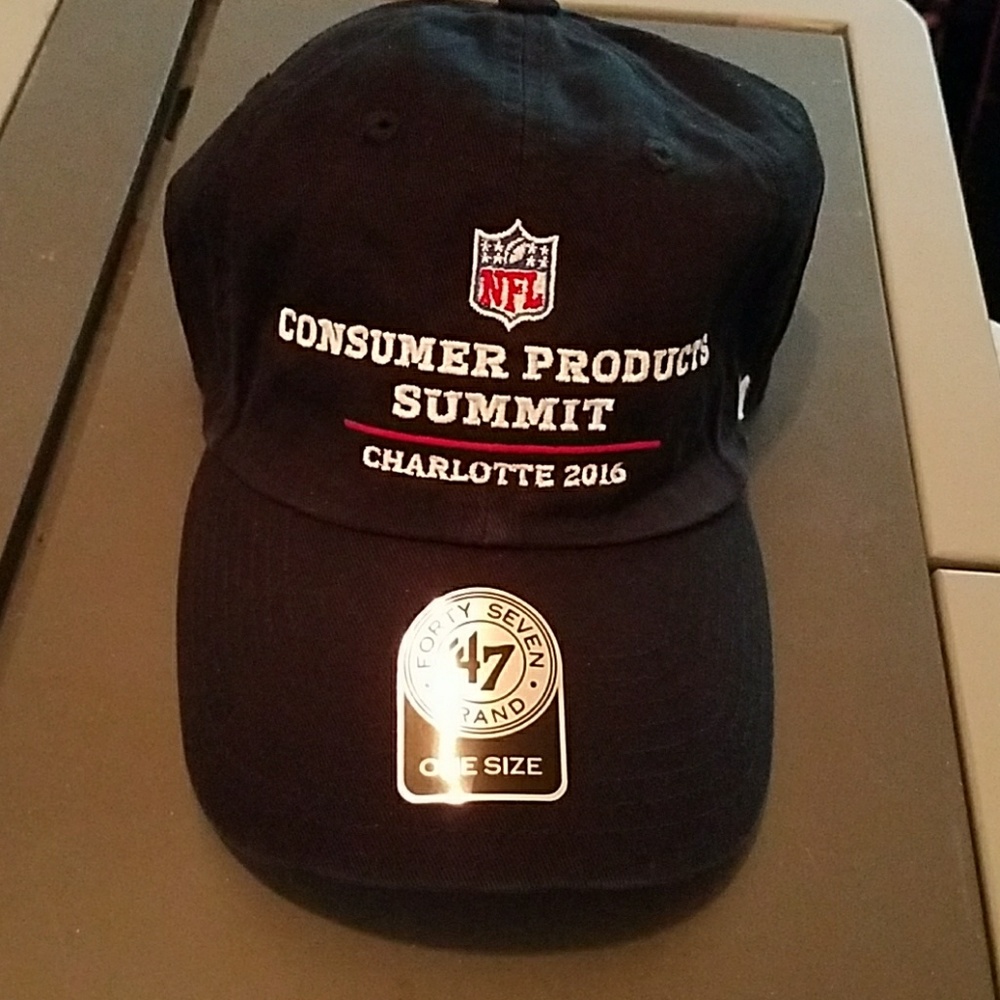 NFL
CONSUMER PRODUCTS
SUMMIT
CHARLOTTE 2016
FORTY SEVEN
47
BRAND
ONE SIZE